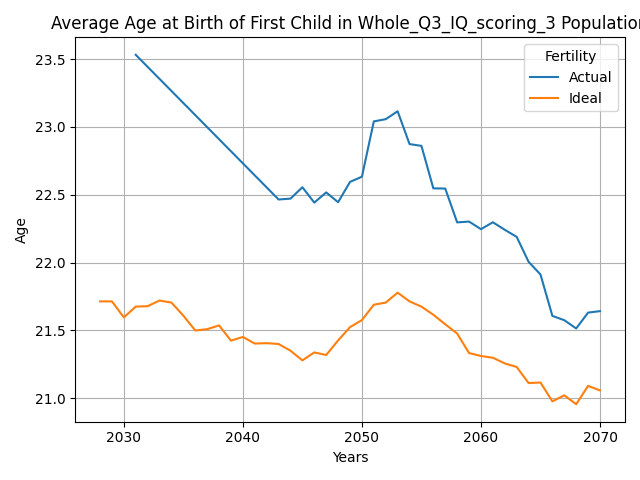 Average Age at Birth of First Child in Whole_Q3_IQ_scoring_3 Population
Fertility
Actual
Ideal
23.5
23.0
22.5
22.0
21.5
21.0
Age
2030 2040 2050 2060 2070
Years